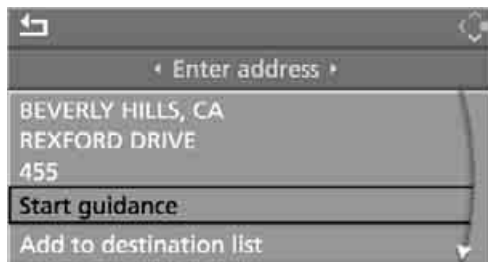 Enter address
BEVERLY HILLS, CA
REXFORD DRIVE
455
Start guidance
Add to destination list